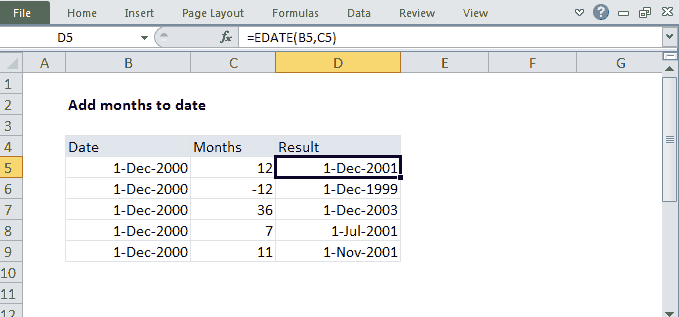 File Home Insert Page Layout Formulas Data Review View ?
D5 fx =EDATE(B5,C5)
A B C D E F G
1
2 Add months to date
3
4 Date Months Result
5 1-Dec-2000 12 1-Dec-2001
6 1-Dec-2000 -12 1-Dec-1999
7 1-Dec-2000 36 1-Dec-2003
8 1-Dec-2000 7 1-Jul-2001
9 1-Dec-2000 11 1-Nov-2001
10
11
12